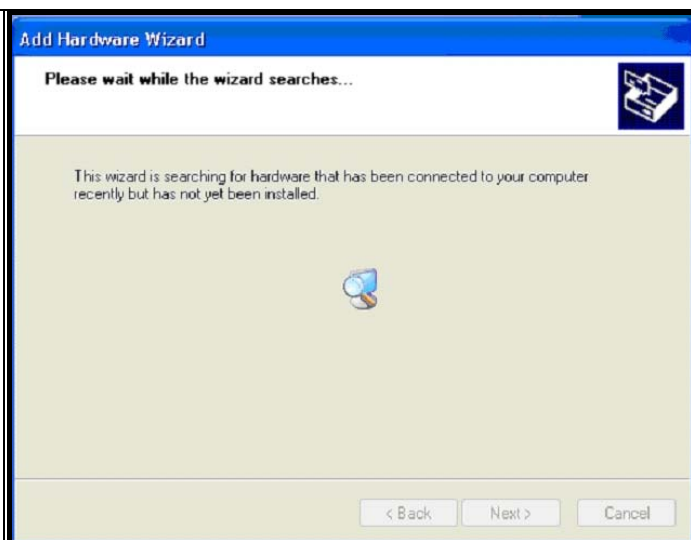 Add Hardware Wizard
Please wait while the wizard searches...
This wizard is searching for hardware that has been connected to your computer
recently but has not yet been installed.
< Back Next > Cancel